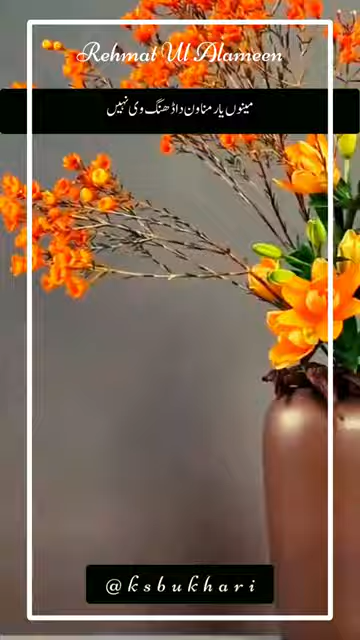 Rehmat Ul Alameen
مینوں یار مناون دا ڈھنگ وی نہیں
@ksbukhari